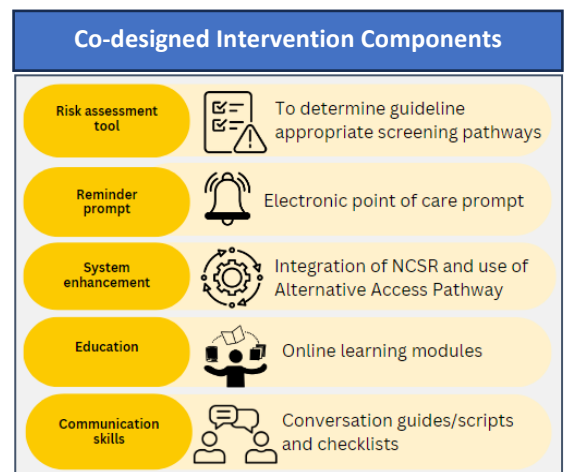 Co-designed Intervention Components
Risk assessment
tool
To determine guideline
appropriate screening pathways
Reminder
prompt
Electronic point of care prompt
System
enhancement
Integration of NCSR and use of
Alternative Access Pathway
Education
Online learning modules
Communication
skills
Conversation guides/scripts
and checklists